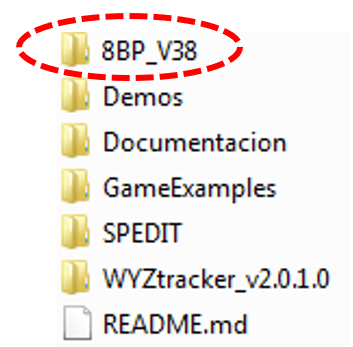 8BP_V38
Demos
Documentacion
GameExamples
SPEDIT
WYZtracker_v2.0.1.0
README.md